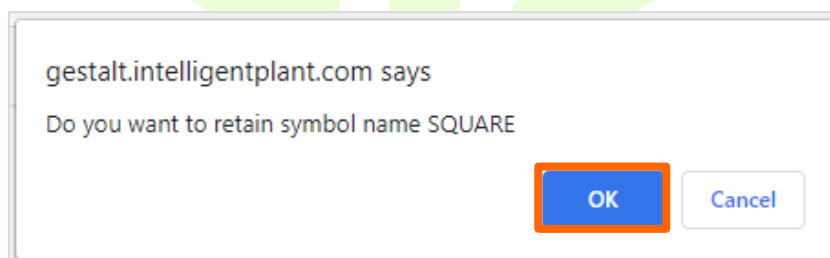 gestalt.intelligentplant.com says
Do you want to retain symbol name SQUARE
OK Cancel